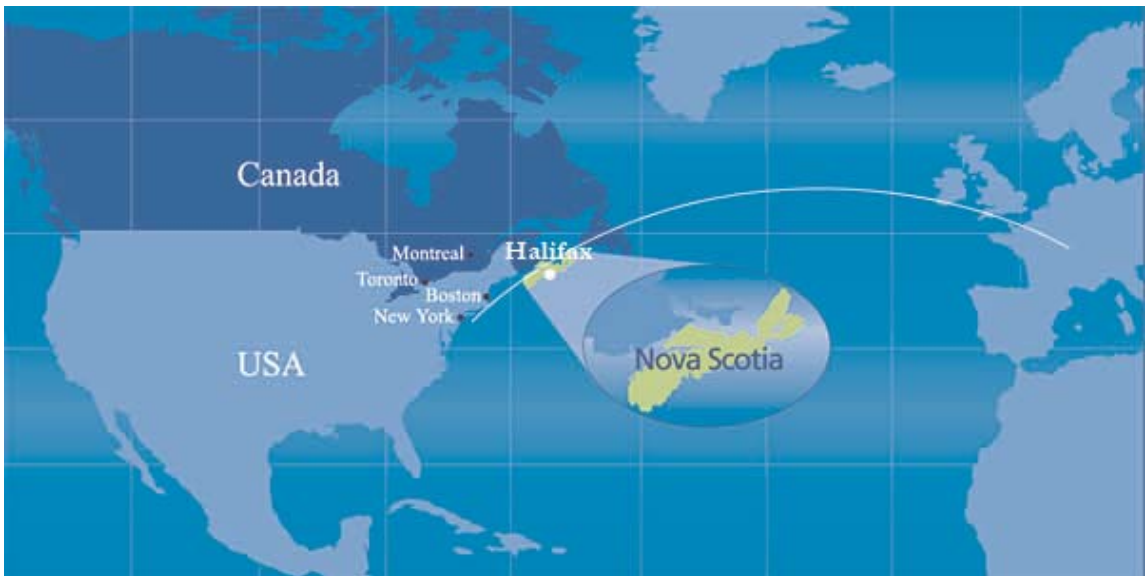 Canada
Montreal
Halifax
Toronto
Boston
New York
USA
Nova Scotia